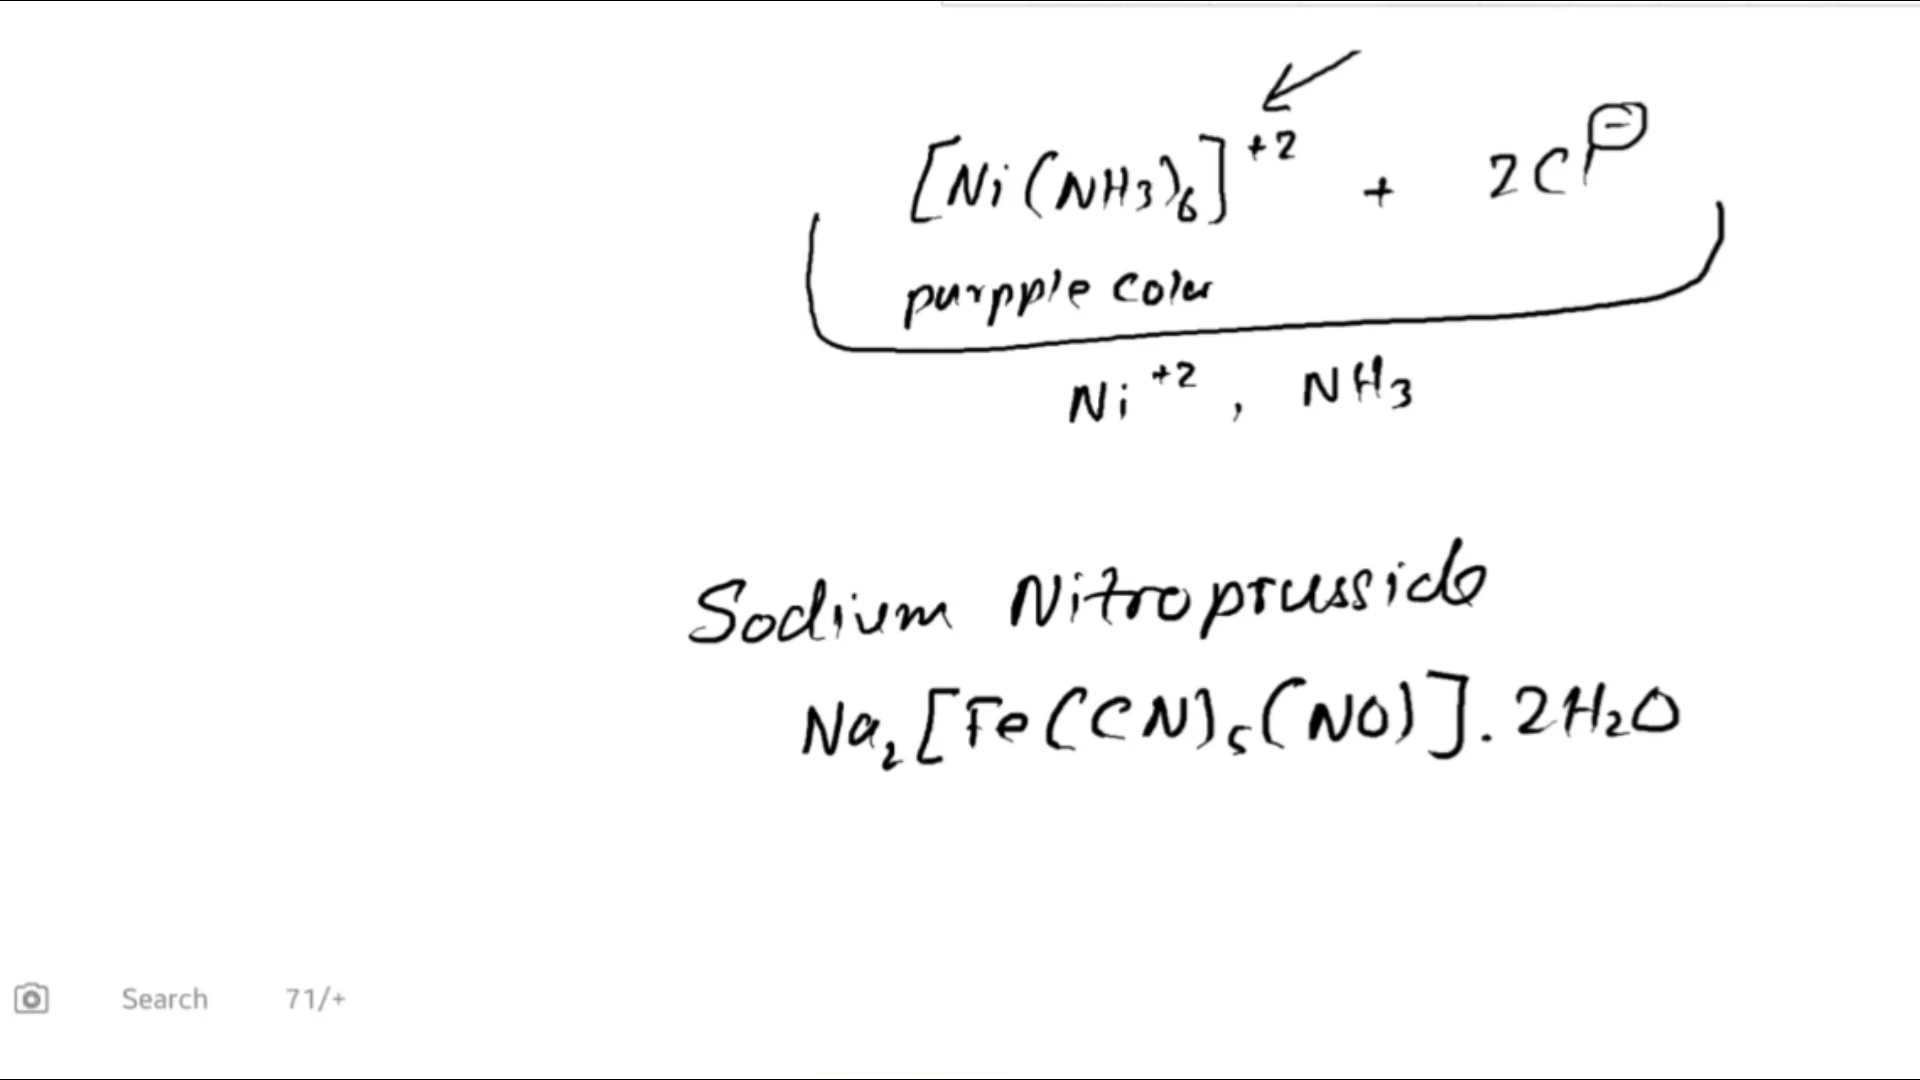 [Ni(NH3)6]+2 + 2Cl⊖
purpple color
Ni+2, NH3
Sodium Nitroprusside
Na2[Fe(CN)5(NO)].2H2O
Search 71/+